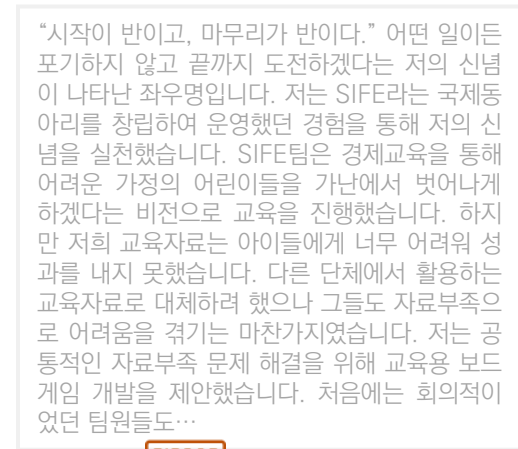 “시작이 반이고, 마무리가 반이다.” 어떤 일이든
포기하지 않고 끝까지 도전하겠다는 저의 신념
이 나타난 좌우명입니다. 저는 SIFE라는 국제동
아리를 창립하여 운영했던 경험을 통해 저의 신
념을 실천했습니다. SIFE팀은 경제교육을 통해
어려운 가정의 어린이들을 가난에서 벗어나게
하겠다는 비전으로 교육을 진행했습니다. 하지
만 저희 교육자료는 아이들에게 너무 어려워 성
과를 내지 못했습니다. 다른 단체에서 활용하는
교육자료로 대체하려 했으나 그들도 자료부족으
로 어려움을 겪기는 마찬가지였습니다. 저는 공
통적인 자료부족 문제 해결을 위해 교육용 보드
게임 개발을 제안했습니다. 처음에는 회의적이
었던 팀원들도…